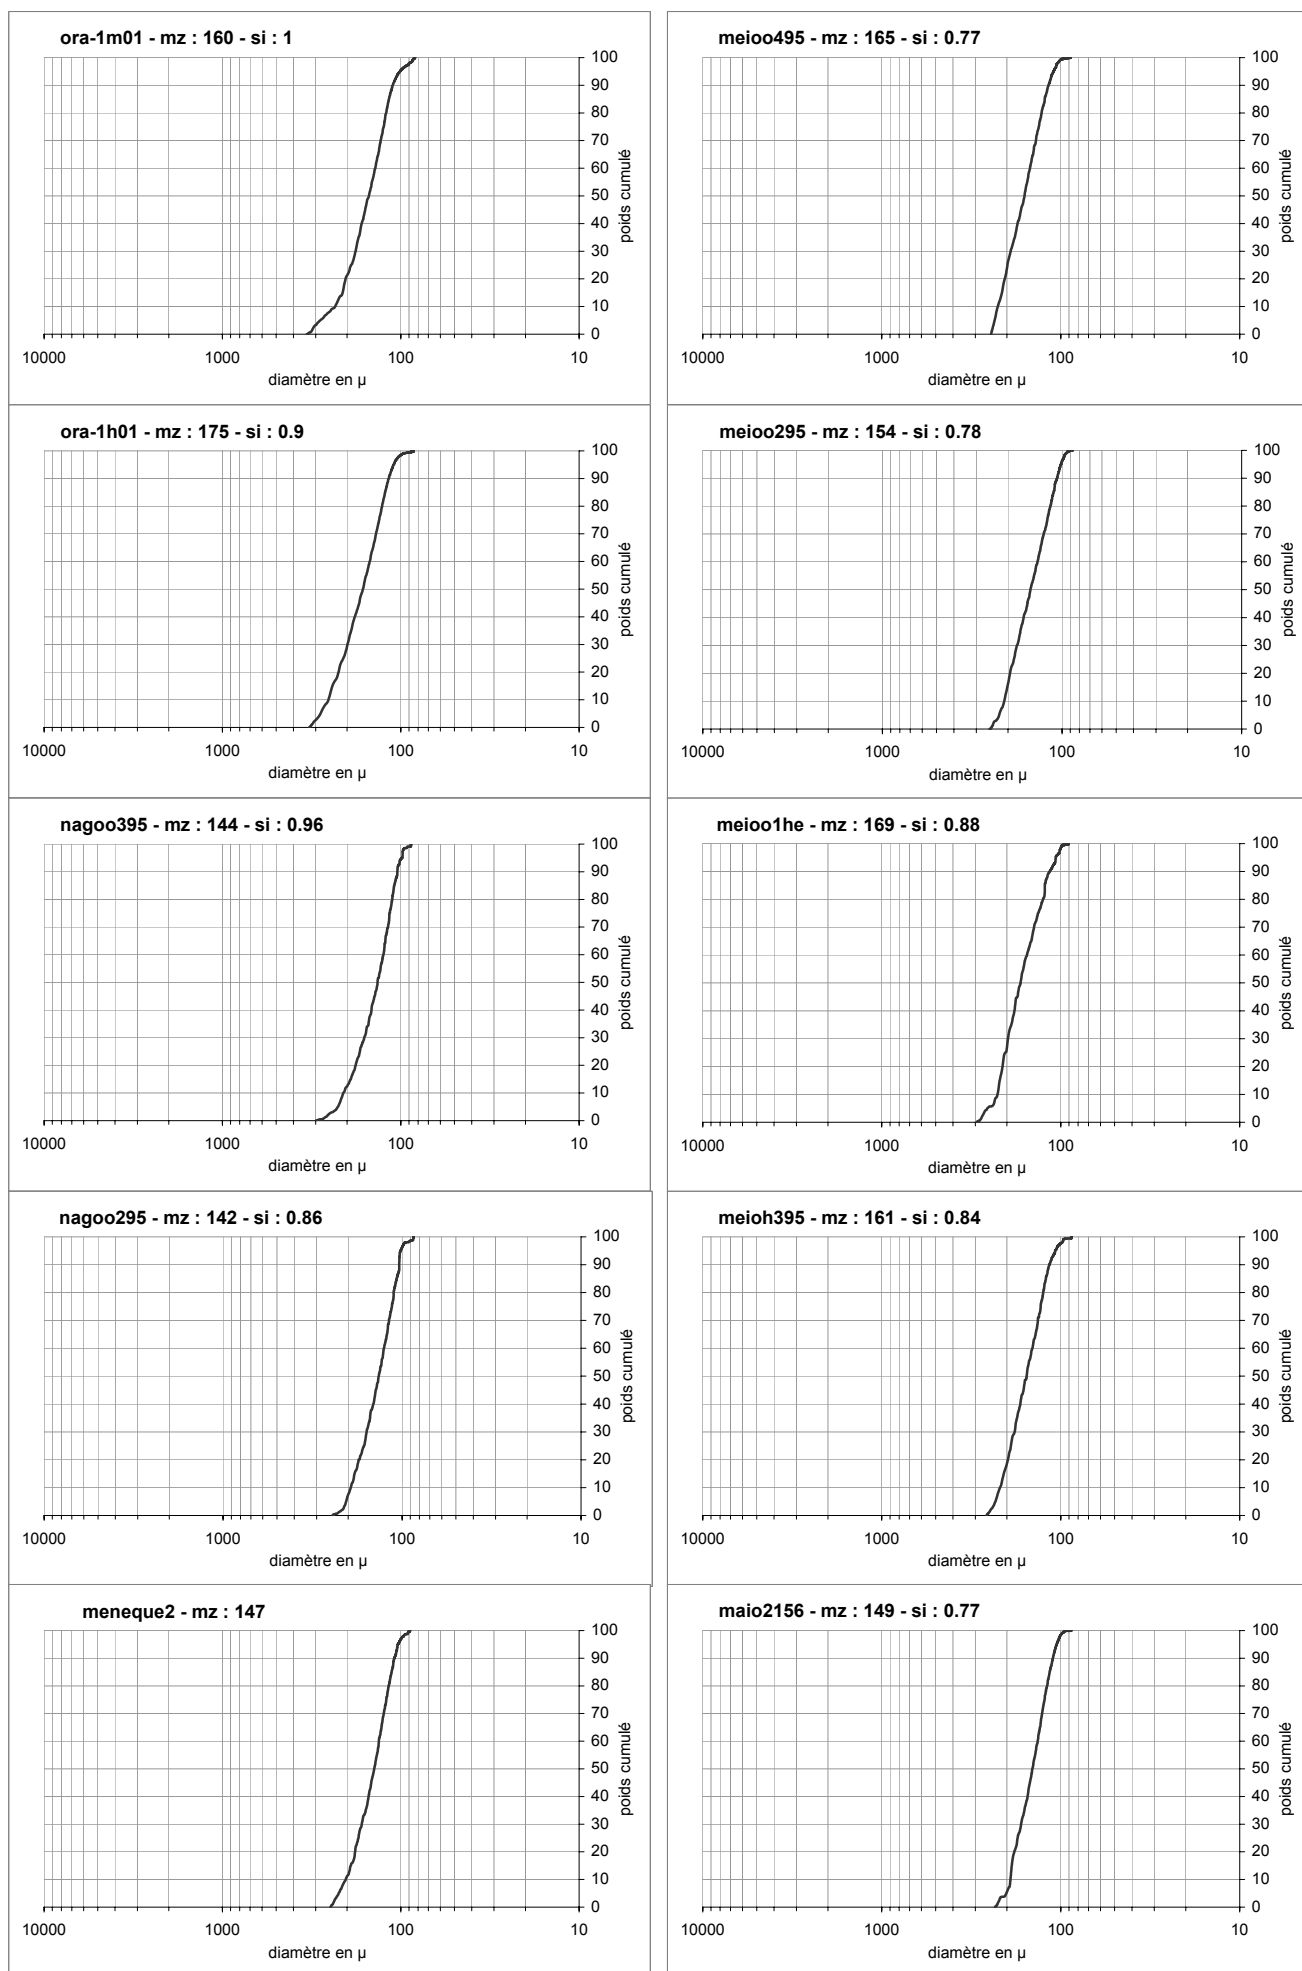 ora-1m01 - mz : 160 - si : 1
100
90
80
70
60
50
40
30
20
10
0
poids cumulé
10000 1000 100 10
diamètre en µ
meioo495 - mz : 165 - si : 0.77
100
90
80
70
60
50
40
30
20
10
0
poids cumulé
10000 1000 100 10
diamètre en µ
ora-1h01 - mz : 175 - si : 0.9
100
90
80
70
60
50
40
30
20
10
0
poids cumulé
10000 1000 100 10
diamètre en µ
meioo295 - mz : 154 - si : 0.78
100
90
80
70
60
50
40
30
20
10
0
poids cumulé
10000 1000 100 10
diamètre en µ
nagoo395 - mz : 144 - si : 0.96
100
90
80
70
60
50
40
30
20
10
0
poids cumulé
10000 1000 100 10
diamètre en µ
meioo1he - mz : 169 - si : 0.88
100
90
80
70
60
50
40
30
20
10
0
poids cumulé
10000 1000 100 10
diamètre en µ
nagoo295 - mz : 142 - si : 0.86
100
90
80
70
60
50
40
30
20
10
0
poids cumulé
10000 1000 100 10
diamètre en µ
meioh395 - mz : 161 - si : 0.84
100
90
80
70
60
50
40
30
20
10
0
poids cumulé
10000 1000 100 10
diamètre en µ
meneque2 - mz : 147
100
90
80
70
60
50
40
30
20
10
0
poids cumulé
10000 1000 100 10
diamètre en µ
maio2156 - mz : 149 - si : 0.77
100
90
80
70
60
50
40
30
20
10
0
poids cumulé
10000 1000 100 10
diamètre en µ